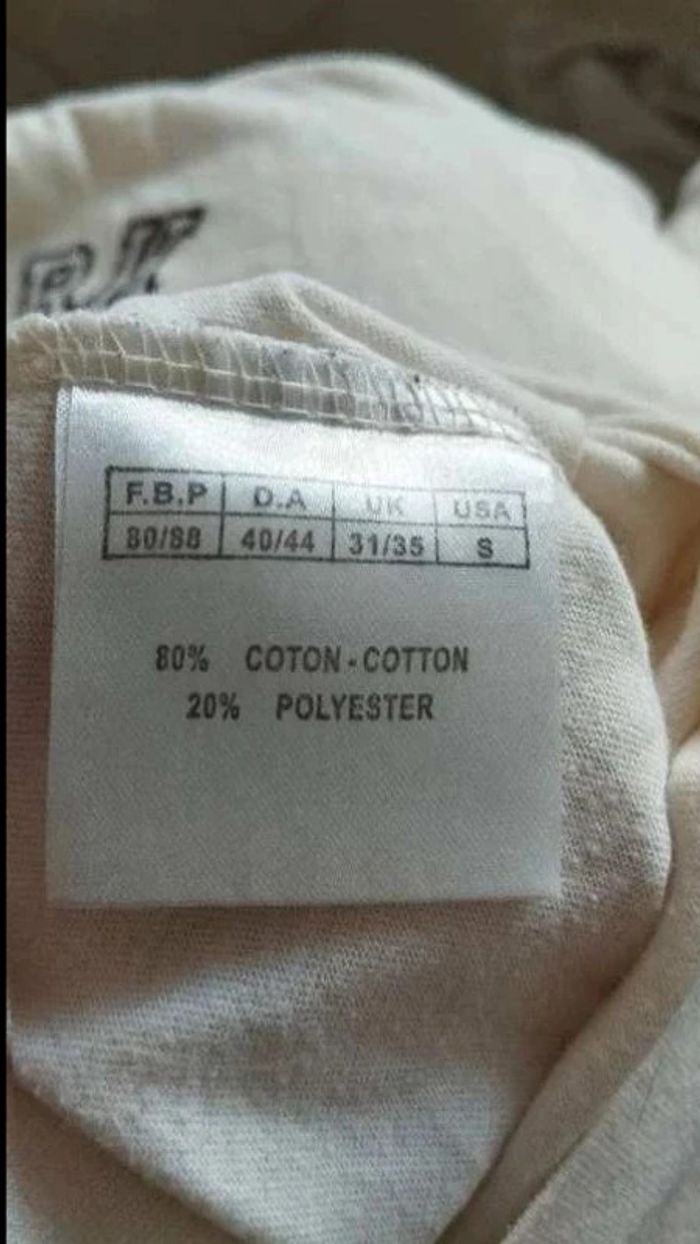 F.B.P D.A UK USA
80/88 40/44 31/35 S
80% COTON - COTTON
20% POLYESTER